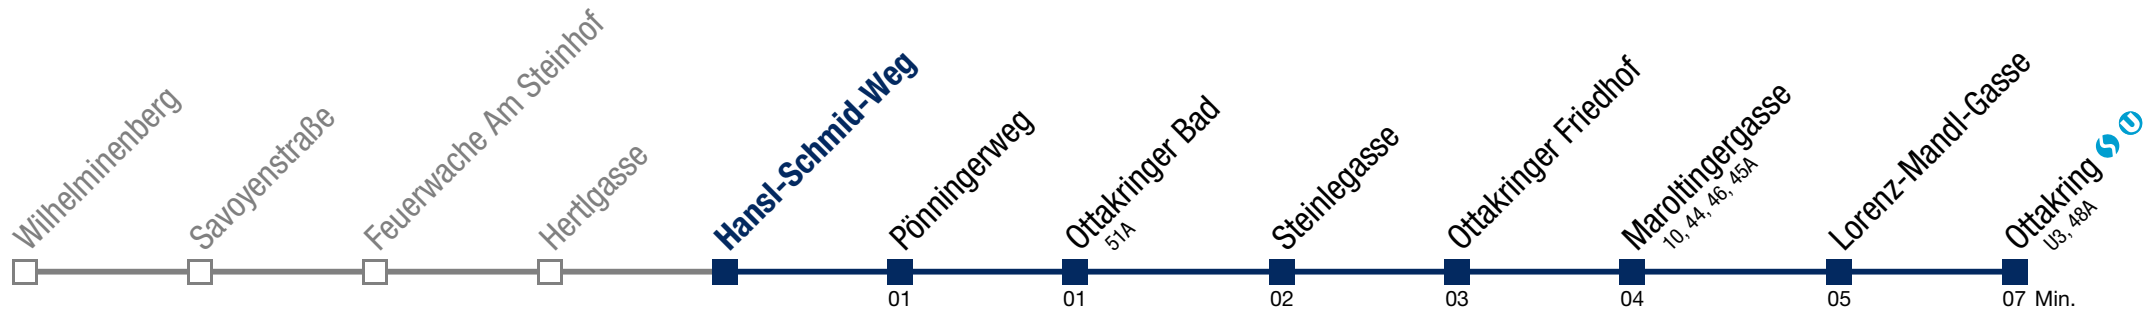 Wilhelminenberg
Savoyenstraße
Feuerwache Am Steinhof
Hertlgasse
Hansl-Schmid-Weg
Pönningerweg
Ottakringer Bad
51A
Steinlegasse
Ottakringer Friedhof
Maroltingergasse
10, 44, 46, 45A
Lorenz-Mandl-Gasse
Ottakring S U
U3, 48A
01 01 02 03 04 05 07 Min.